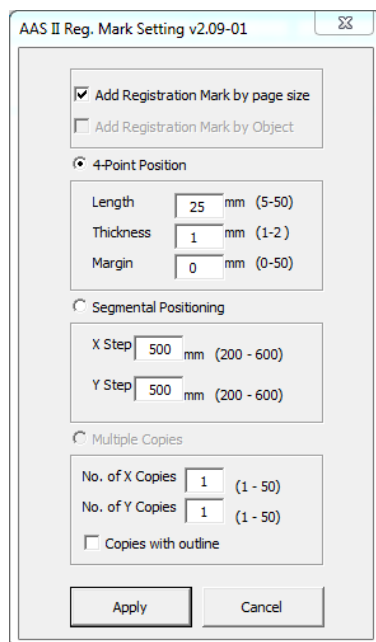 AAS II Reg. Mark Setting v2.09-01
Add Registration Mark by page size
Add Registration Mark by Object
4-Point Position
Length 25 mm (5-50)
Thickness 1 mm (1-2 )
Margin 0 mm (0-50)
Segmental Positioning
X Step 500 mm (200 - 600)
Y Step 500 mm (200 - 600)
Multiple Copies
No. of X Copies 1 (1 - 50)
No. of Y Copies 1 (1 - 50)
Copies with outline
Apply Cancel